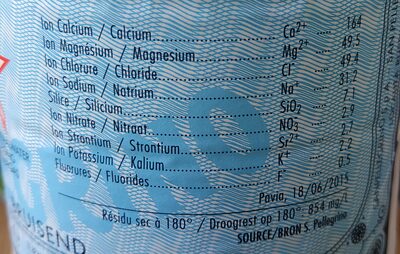 Ion Calcium / Calcium............ Ca²⁺ ...... 164
Ion Magnésium / Magnesium............ Mg²⁺ ...... 49.5
Ion Chlorure / Chloride............ Cl⁻ ...... 49.4
Ion Sodium / Natrium............ Na⁺ ...... 31.2
Silice / Silicium............ SiO₂ ...... 7.1
Ion Nitrate / Nitraat............ NO₃⁻ ...... 2.9
Ion Strontium / Strontium............ Sr²⁺ ...... 2.7
Ion Potassium / Kalium............ K⁺ ...... 2.2
Fluorures / Fluorides............ F⁻ ...... 0.5
Pavia, 18/06/2015
Résidu sec à 180° / Droogrest op 180°, 854 mg/l
SOURCE/BRON S. Pellegrino
BRUISEND